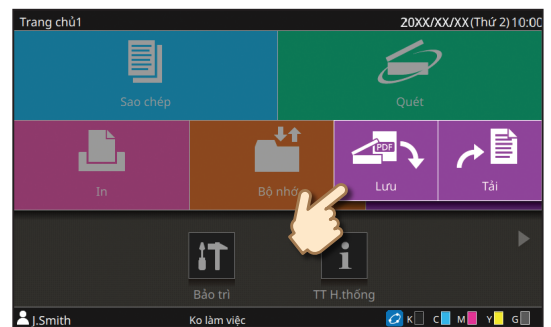 Trang chủ1 20XX/XX/XX(Thứ 2)10:00
Sao chép Quét
PDF
In Bộ nhớ Lưu Tải
Bảo trì TT H.thống
J.Smith Ko làm việc K C M Y G